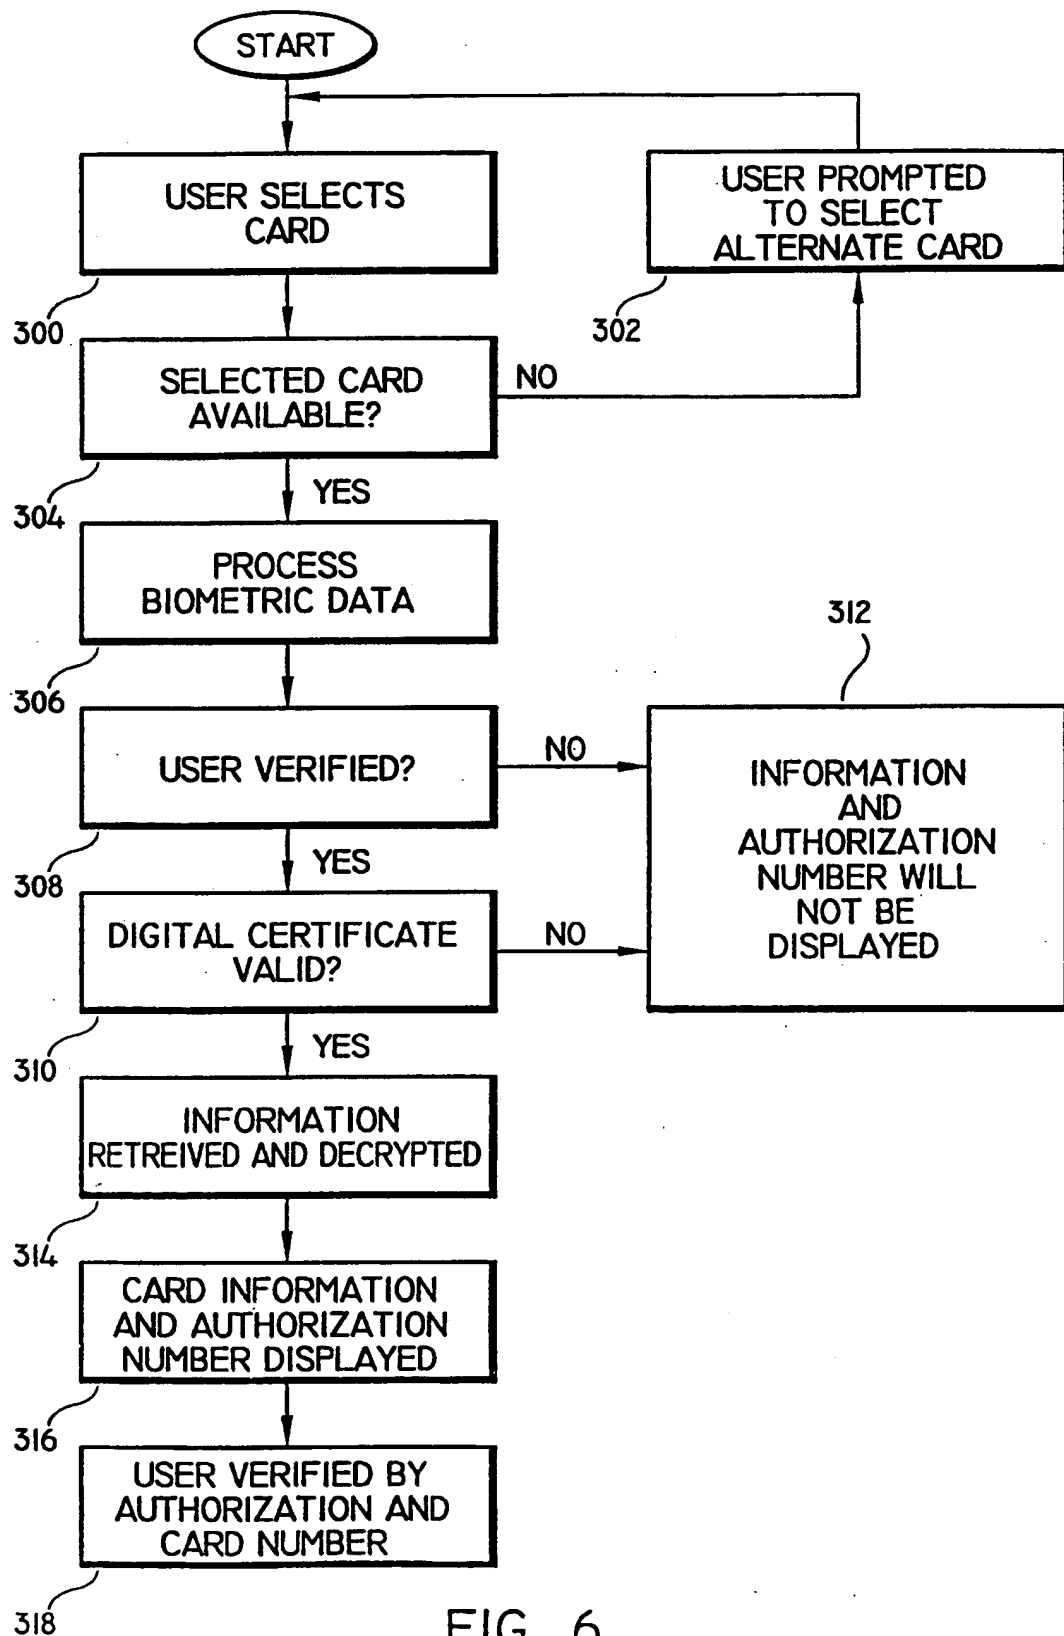 START
USER SELECTS
CARD
300
USER PROMPTED
TO SELECT
ALTERNATE CARD
302
SELECTED CARD
AVAILABLE?
NO
304
YES
PROCESS
BIOMETRIC DATA
306
312
USER VERIFIED?
NO
308
YES
INFORMATION
AND
AUTHORIZATION
NUMBER WILL
NOT BE
DISPLAYED
DIGITAL CERTIFICATE
VALID?
NO
310
YES
INFORMATION
RETREIVED AND DECRYPTED
314
CARD INFORMATION
AND AUTHORIZATION
NUMBER DISPLAYED
316
USER VERIFIED BY
AUTHORIZATION AND
CARD NUMBER
318
FIG. 6